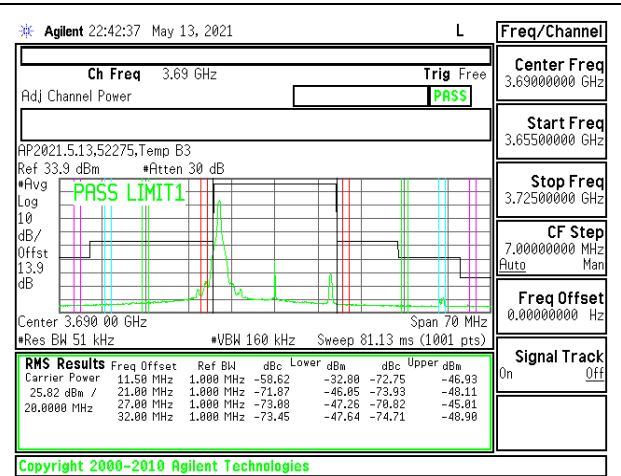 Agilent 22:42:37 May 13, 2021 L
Freq/Channel
Ch Freq 3.69 GHz Trig Free
Adj Channel Power PASS
AP2021.5.13,52275,Temp B3
Ref 33.9 dBm #Atten 30 dB
#Avg
Log
10
dB/
Offst
13.9
dB
PASS LIMIT1
Center 3.690 00 GHz Span 70 MHz
#Res BW 51 kHz #VBW 160 kHz Sweep 81.13 ms (1001 pts)
RMS Results Freq Offset Ref BW dBc Lower dBm dBc Upper dBm
Carrier Power 11.50 MHz 1.000 MHz -58.62 -32.80 -72.75 -46.93
25.82 dBm / 21.00 MHz 1.000 MHz -71.87 -46.05 -73.93 -48.11
20.0000 MHz 27.00 MHz 1.000 MHz -73.08 -47.26 -70.82 -45.01
32.00 MHz 1.000 MHz -73.45 -47.64 -74.71 -48.90
Center Freq
3.69000000 GHz
Start Freq
3.65500000 GHz
Stop Freq
3.72500000 GHz
CF Step
7.00000000 MHz
Auto Man
Freq Offset
0.00000000 Hz
Signal Track
On Off
Copyright 2000-2010 Agilent Technologies